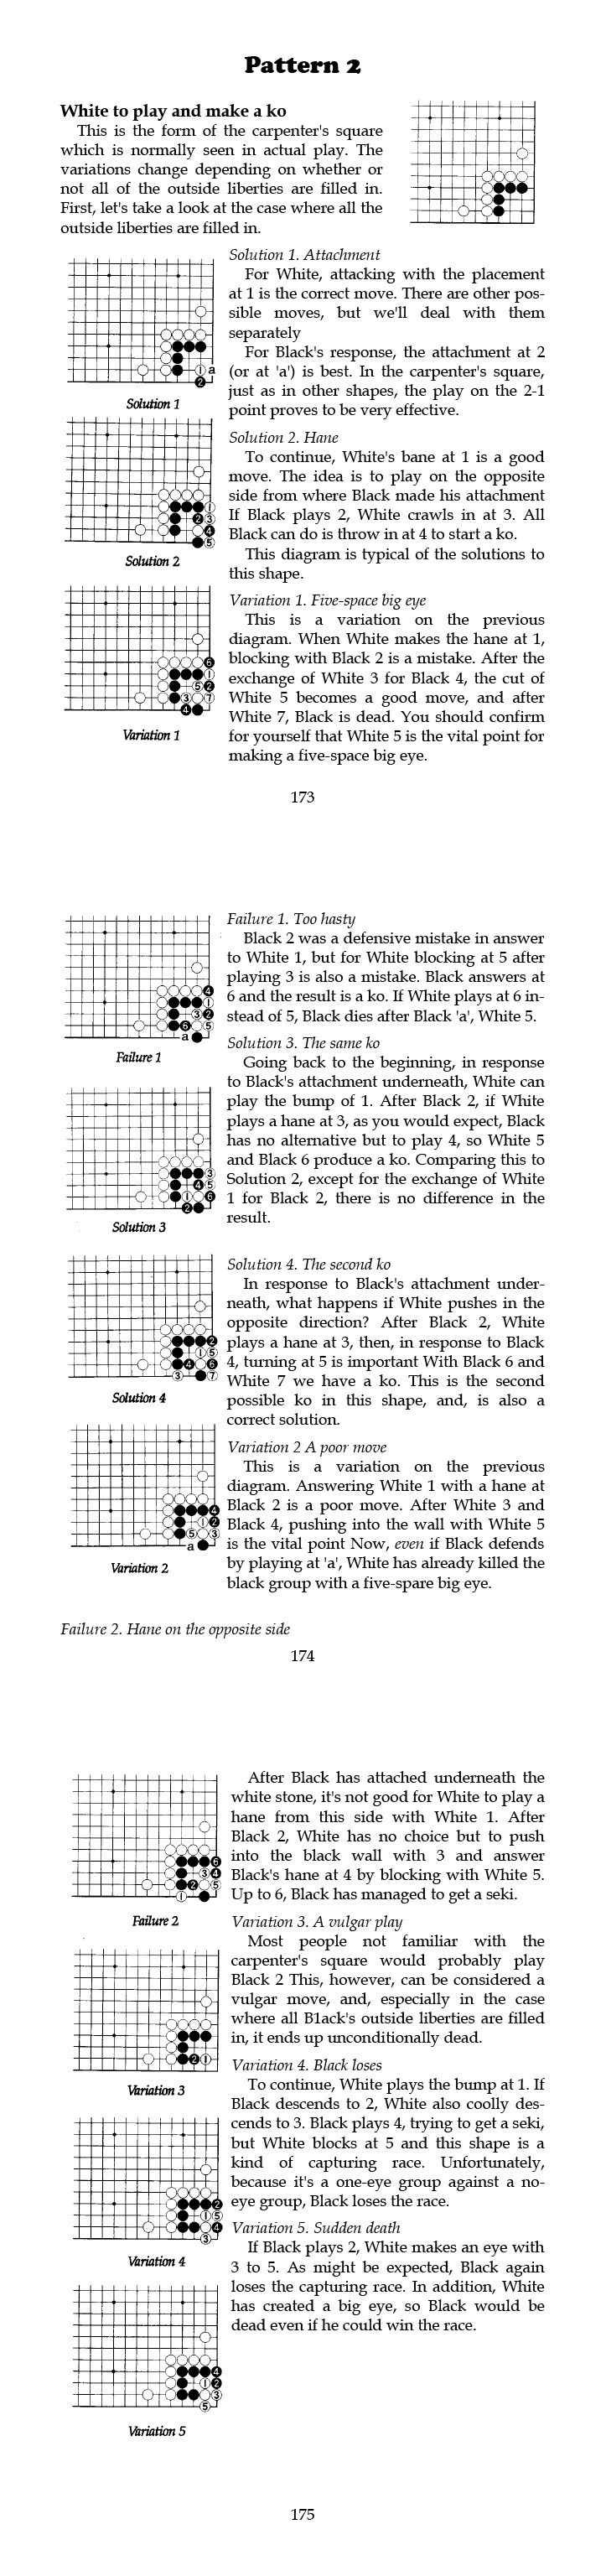 Pattern 2
White to play and make a ko
This is the form of the carpenter's square
which is normally seen in actual play. The
variations change depending on whether or
not all of the outside liberties are filled in.
First, let's take a look at the case where all the
outside liberties are filled in.
Solution 1. Attachment
For White, attacking with the placement
at 1 is the correct move. There are other pos-
sible moves, but we'll deal with them
separately
For Black's response, the attachment at 2
(or at 'a') is best. In the carpenter's square,
just as in other shapes, the play on the 2-1
point proves to be very effective.
1 a
2
Solution 1
Solution 2. Hane
To continue, White's bane at 1 is a good
move. The idea is to play on the opposite
side from where Black made his attachment
If Black plays 2, White crawls in at 3. All
Black can do is throw in at 4 to start a ko.
This diagram is typical of the solutions to
this shape.
1
2 3
4
5
Solution 2
Variation 1. Five-space big eye
This is a variation on the previous
diagram. When White makes the hane at 1,
blocking with Black 2 is a mistake. After the
exchange of White 3 for Black 4, the cut of
White 5 becomes a good move, and after
White 7, Black is dead. You should confirm
for yourself that White 5 is the vital point for
making a five-space big eye.
6
1
5 2
3 7
4
Variation 1
173
Failure 1. Too hasty
Black 2 was a defensive mistake in answer
to White 1, but for White blocking at 5 after
playing 3 is also a mistake. Black answers at
6 and the result is a ko. If White plays at 6 in-
stead of 5, Black dies after Black 'a', White 5.
4
1
3 2
6 5
a
Failure 1
Solution 3. The same ko
Going back to the beginning, in response
to Black's attachment underneath, White can
play the bump of 1. After Black 2, if White
plays a hane at 3, as you would expect, Black
has no alternative but to play 4, so White 5
and Black 6 produce a ko. Comparing this to
Solution 2, except for the exchange of White
1 for Black 2, there is no difference in the
result.
3
4 5
1 6
2
Solution 3
Solution 4. The second ko
In response to Black's attachment under-
neath, what happens if White pushes in the
opposite direction? After Black 2, White
plays a hane at 3, then, in response to Black
4, turning at 5 is important With Black 6 and
White 7 we have a ko. This is the second
possible ko in this shape, and, is also a
correct solution.
2
1 5
4 6
3 7
Solution 4
Variation 2 A poor move
This is a variation on the previous
diagram. Answering White 1 with a hane at
Black 2 is a poor move. After White 3 and
Black 4, pushing into the wall with White 5
is the vital point Now, even if Black defends
by playing at 'a', White has already killed the
black group with a five-spare big eye.
4
1 2
5 3
a
Variation 2
Failure 2. Hane on the opposite side
174
After Black has attached underneath the
white stone, it's not good for White to play a
hane from this side with White 1. After
Black 2, White has no choice but to push
into the black wall with 3 and answer
Black's hane at 4 by blocking with White 5.
Up to 6, Black has managed to get a seki.
6
3 4
2 5
1
Failure 2
Variation 3. A vulgar play
Most people not familiar with the
carpenter's square would probably play
Black 2 This, however, can be considered a
vulgar move, and, especially in the case
where all B1ack's outside liberties are filled
in, it ends up unconditionally dead.
2 1
Variation 3
Variation 4. Black loses
To continue, White plays the bump at 1. If
Black descends to 2, White also coolly des-
cends to 3. Black plays 4, trying to get a seki,
but White blocks at 5 and this shape is a
kind of capturing race. Unfortunately,
because it's a one-eye group against a no-
eye group, Black loses the race.
2
1 5
4
3
Variation 4
Variation 5. Sudden death
If Black plays 2, White makes an eye with
3 to 5. As might be expected, Black again
loses the capturing race. In addition, White
has created a big eye, so Black would be
dead even if he could win the race.
4
1 2
3
5
Variation 5
175